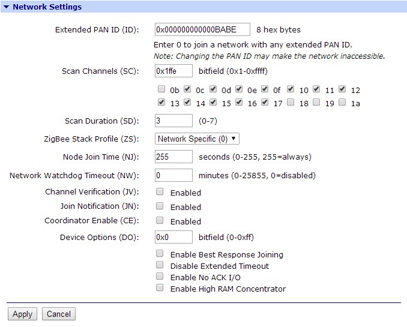 Network Settings
Extended PAN ID (ID): 0x000000000000BABE 8 hex bytes
Enter 0 to join a network with any extended PAN ID.
Note: Changing the PAN ID may make the network inaccessible.
Scan Channels (SC): 0x1ffe bitfield (0x1-0xffff)
0b 0c 0d 0e 0f 10 11 12
13 14 15 16 17 18 19 1a
Scan Duration (SD): 3 (0-7)
ZigBee Stack Profile (ZS): Network Specific (0)
Node Join Time (NJ): 255 seconds (0-255, 255=always)
Network Watchdog Timeout (NW): 0 minutes (0-25855, 0=disabled)
Channel Verification (JV): Enabled
Join Notification (JN): Enabled
Coordinator Enable (CE): Enabled
Device Options (DO): 0x0 bitfield (0-0xff)
Enable Best Response Joining
Disable Extended Timeout
Enable No ACK I/O
Enable High RAM Concentrator
Apply Cancel